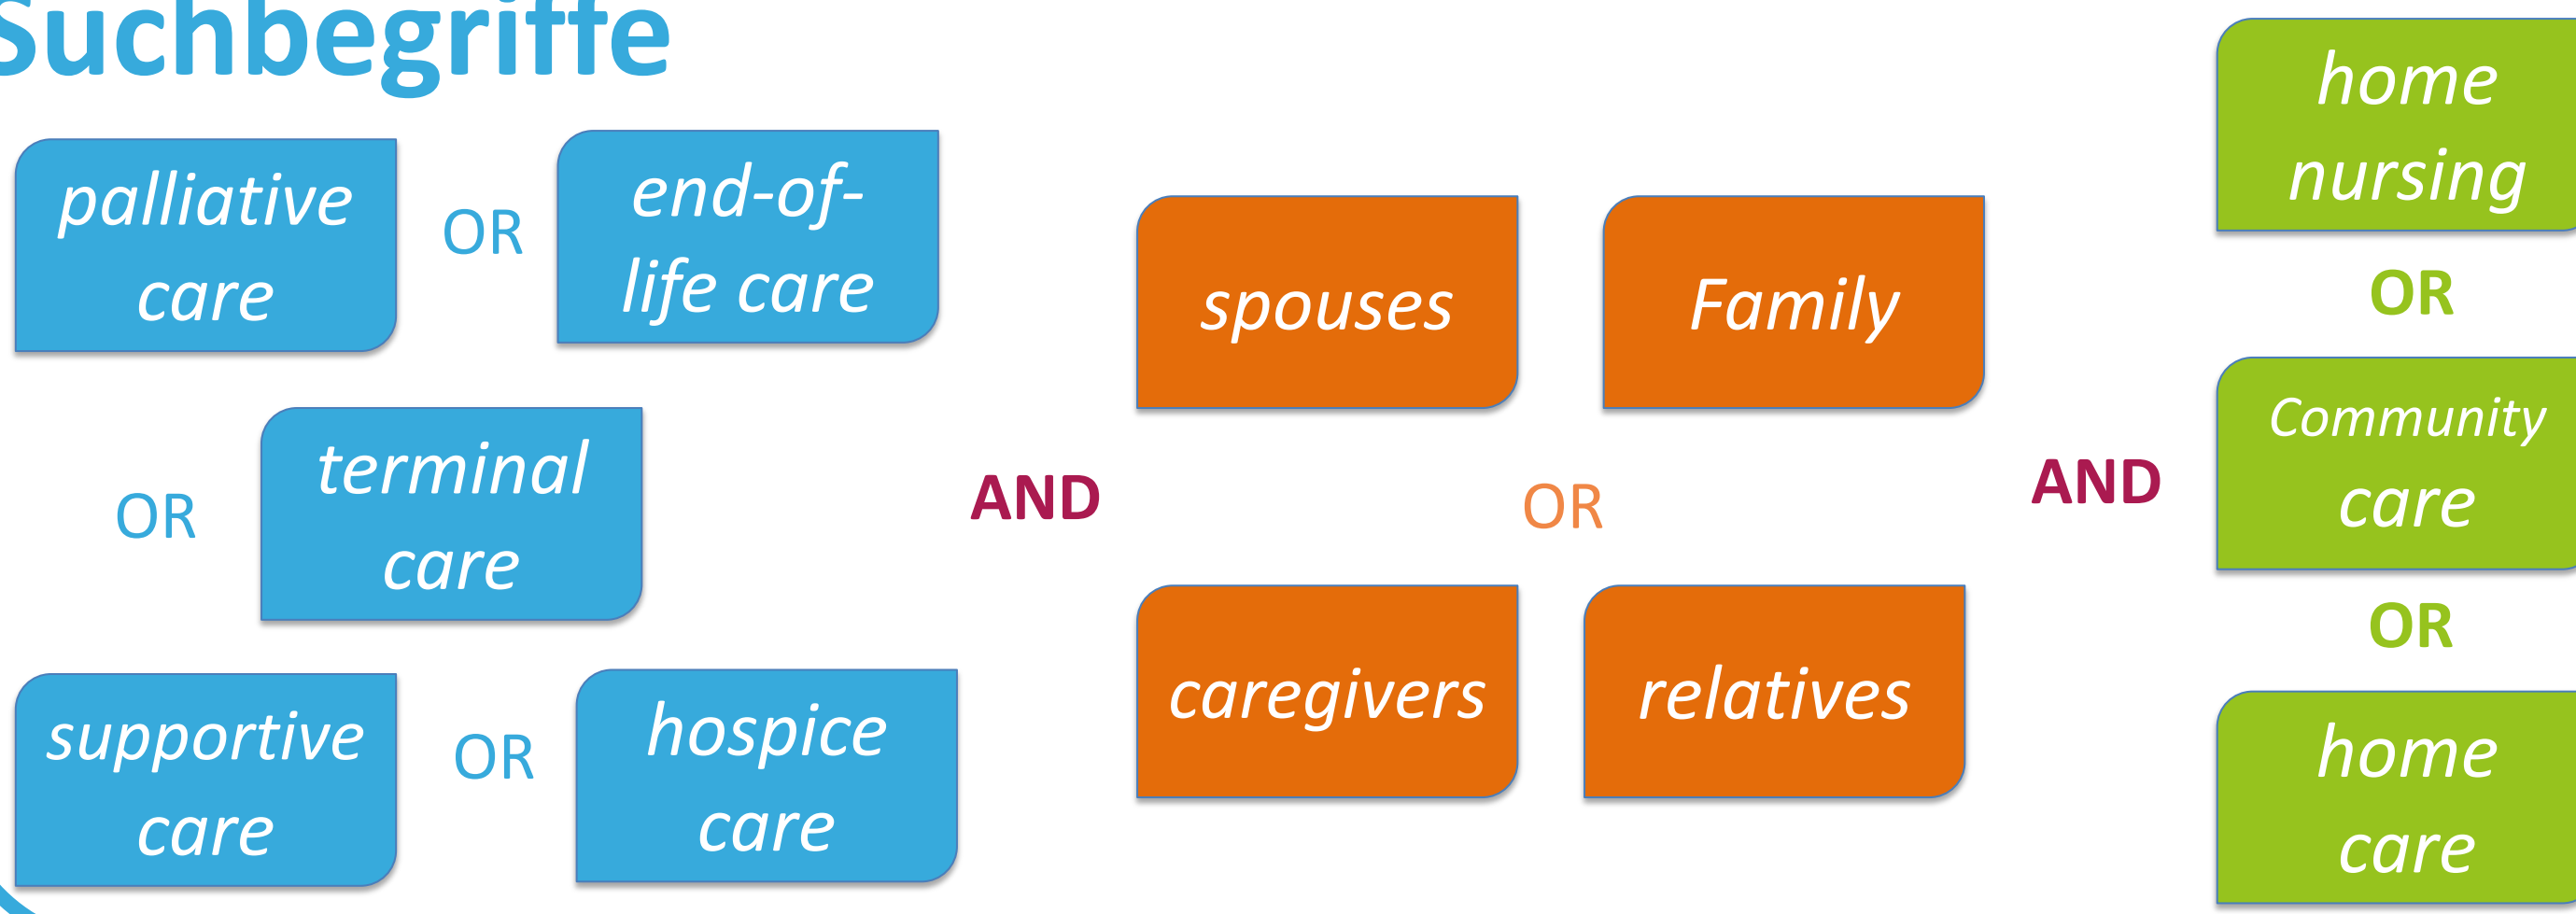 Suchbegriffe
palliative
care
OR
end-of-
life care
OR
terminal
care
supportive
care
OR
hospice
care
AND
spouses
Family
OR
caregivers
relatives
AND
home
nursing
OR
Community
care
OR
home
care